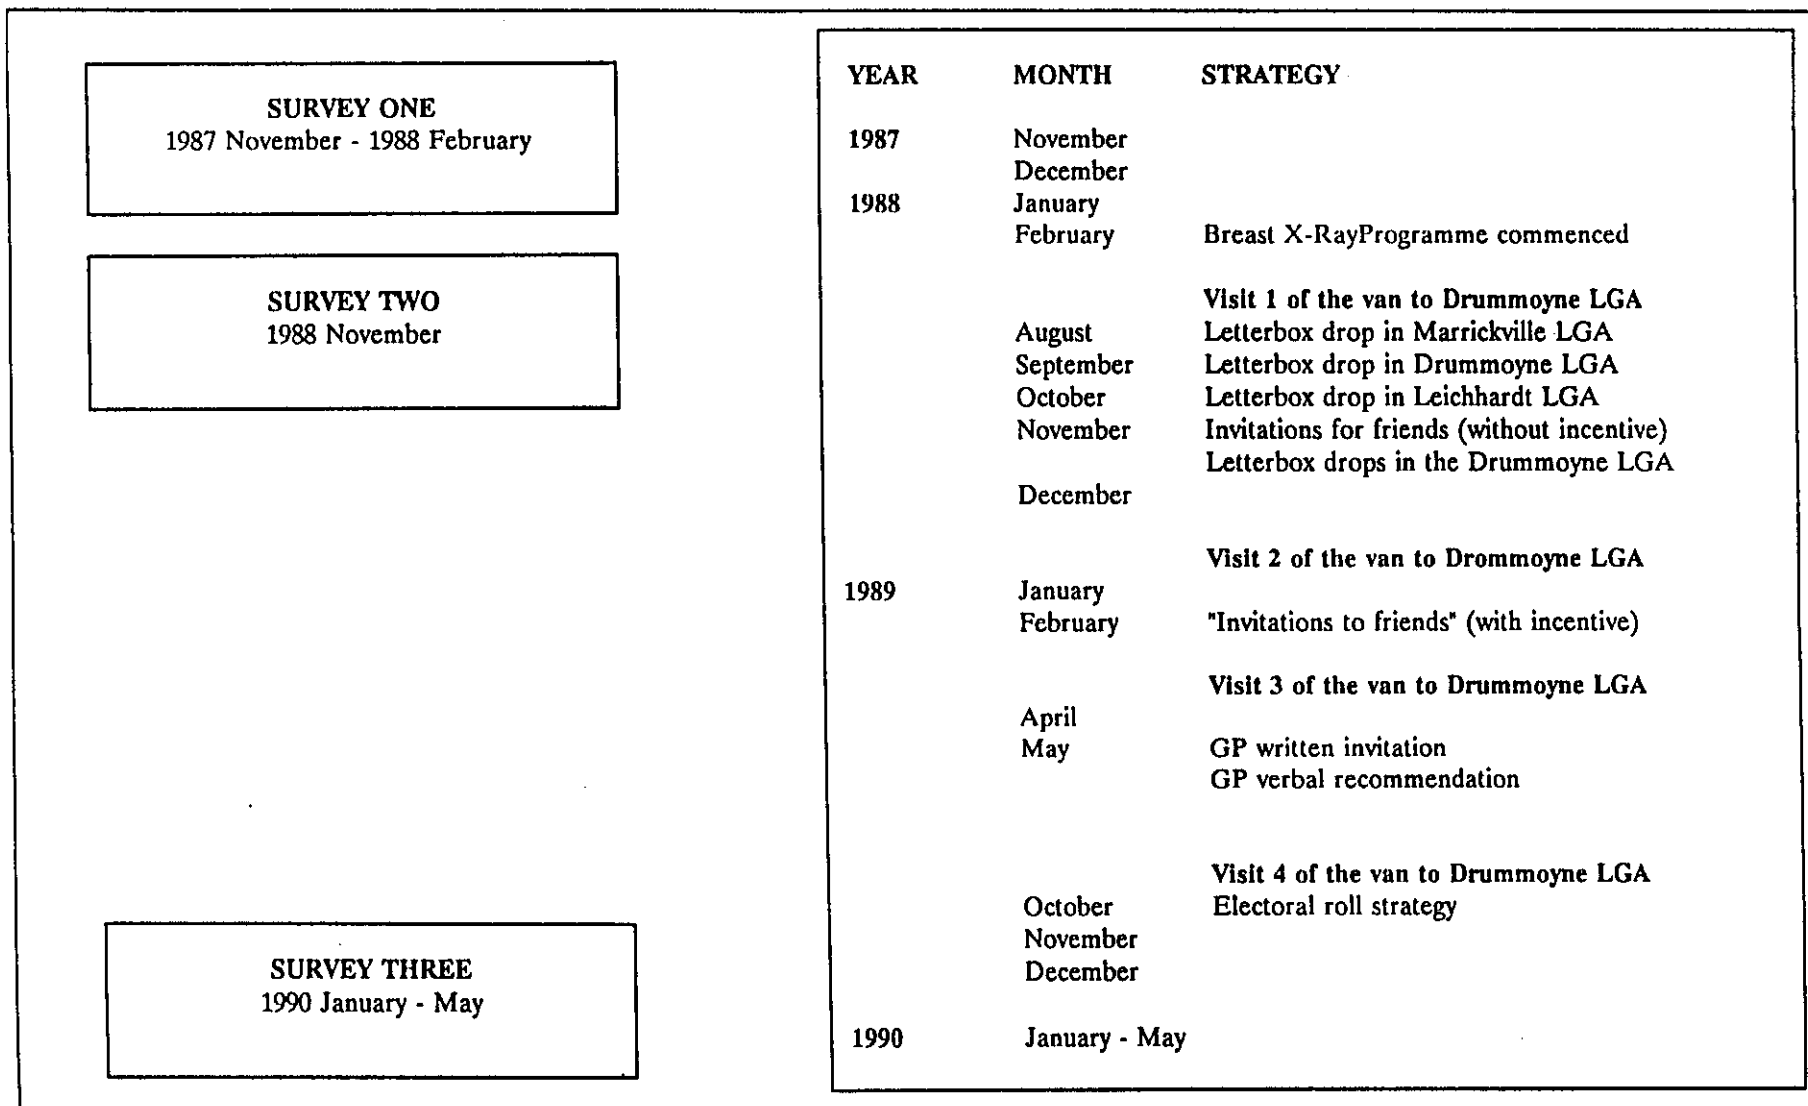 SURVEY ONE
1987 November - 1988 February
SURVEY TWO
1988 November
SURVEY THREE
1990 January - May
YEAR MONTH STRATEGY
1987 November
December
1988 January
February Breast X-RayProgramme commenced
Visit 1 of the van to Drummoyne LGA
August Letterbox drop in Marrickville LGA
September Letterbox drop in Drummoyne LGA
October Letterbox drop in Leichhardt LGA
November Invitations for friends (without incentive)
Letterbox drops in the Drummoyne LGA
December
Visit 2 of the van to Drommoyne LGA
1989 January
February "Invitations to friends" (with incentive)
Visit 3 of the van to Drummoyne LGA
April
May GP written invitation
GP verbal recommendation
Visit 4 of the van to Drummoyne LGA
October Electoral roll strategy
November
December
1990 January - May